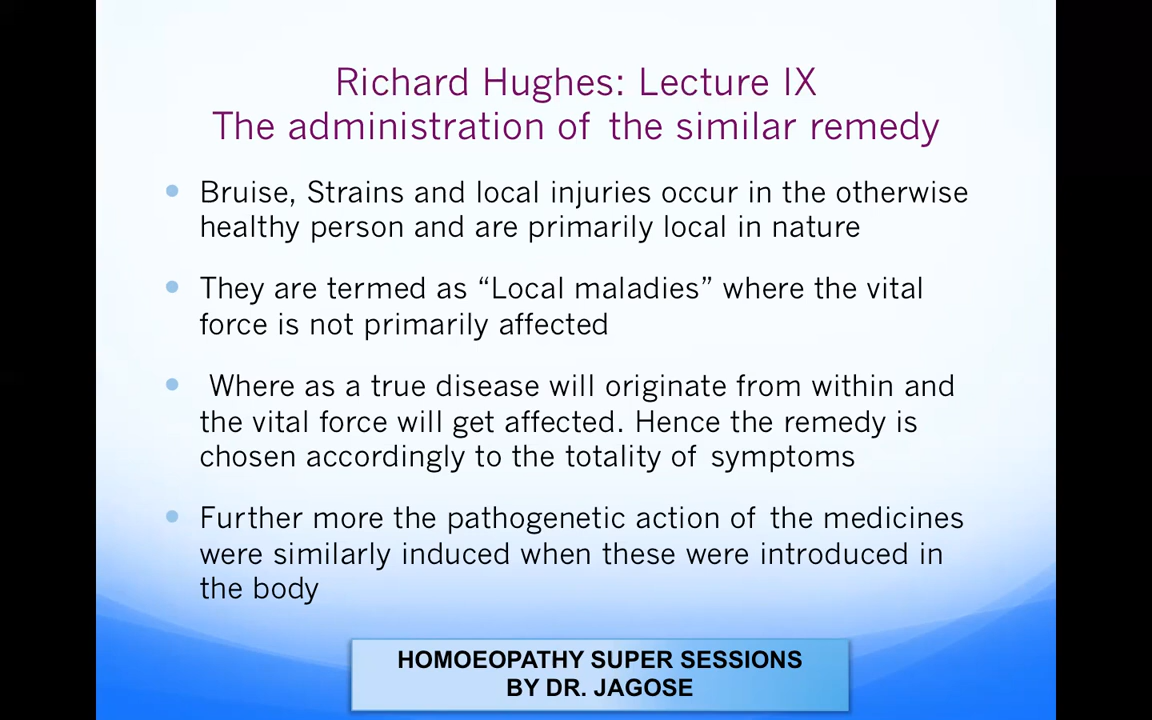 Richard Hughes: Lecture IX
The administration of the similar remedy
Bruise, Strains and local injuries occur in the otherwise
healthy person and are primarily local in nature
They are termed as “Local maladies” where the vital
force is not primarily affected
Where as a true disease will originate from within and
the vital force will get affected. Hence the remedy is
chosen accordingly to the totality of symptoms
Further more the pathogenetic action of the medicines
were similarly induced when these were introduced in
the body
HOMOEOPATHY SUPER SESSIONS
BY DR. JAGOSE